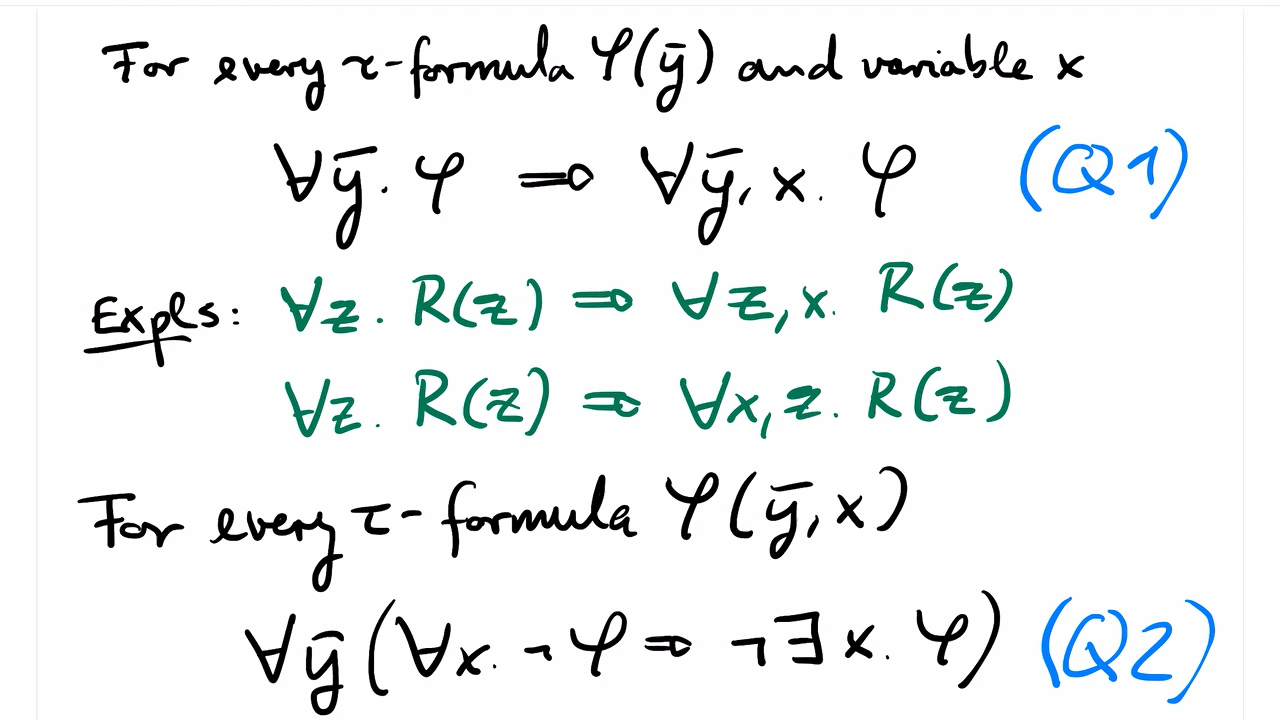 For every τ-formula φ(ȳ) and variable x
∀ȳ. φ ⇒ ∀ȳ, x. φ (Q1)
Expls: ∀z. R(z) ⇒ ∀z, x. R(z)
∀z. R(z) ⇒ ∀x, z. R(z)
For every τ-formula φ(ȳ, x)
∀ȳ (∀x. ¬φ ⇒ ¬∃x. φ) (Q2)